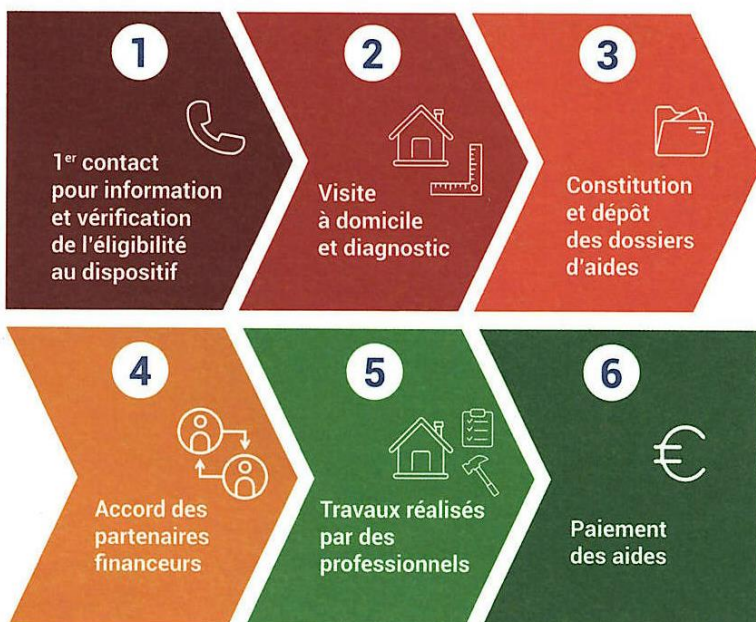 1
1er contact
pour information
et vérification
de l'éligibilité
au dispositif
2
Visite
à domicile
et diagnostic
3
Constitution
et dépôt
des dossiers
d'aides
4
Accord des
partenaires
financeurs
5
Travaux réalisés
par des
professionnels
6
€
Paiement
des aides